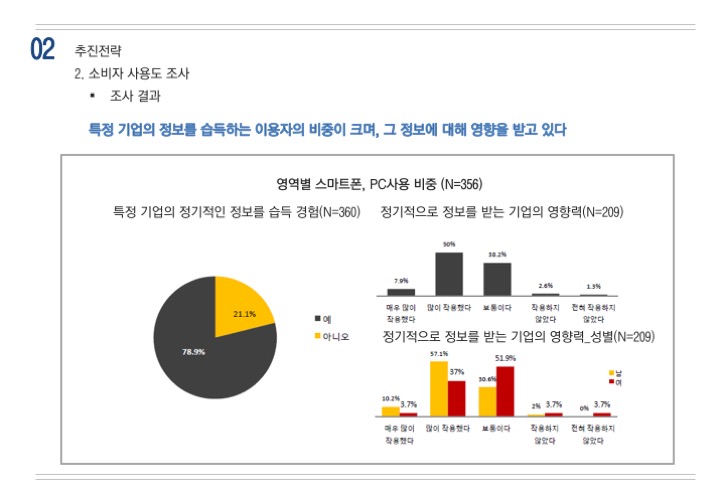 02
추진전략
2. 소비자 사용도 조사
▪ 조사 결과
특정 기업의 정보를 습득하는 이용자의 비중이 크며, 그 정보에 대해 영향을 받고 있다
영역별 스마트폰, PC사용 비중 (N=356)
특정 기업의 정기적인 정보를 습득 경험(N=360)
78.9%
21.1%
예
아니오
정기적으로 정보를 받는 기업의 영향력(N=209)
7.9%
50%
38.2%
2.6%
1.3%
매우 많이
작용했다
많이 작용했다
보통이다
작용하지
않았다
전혀 작용하지
않았다
정기적으로 정보를 받는 기업의 영향력_성별(N=209)
10.2%
3.7%
57.1%
37%
30.6%
51.9%
2%
3.7%
0%
3.7%
남
여
매우 많이
작용했다
많이 작용했다
보통이다
작용하지
않았다
전혀 작용하지
않았다